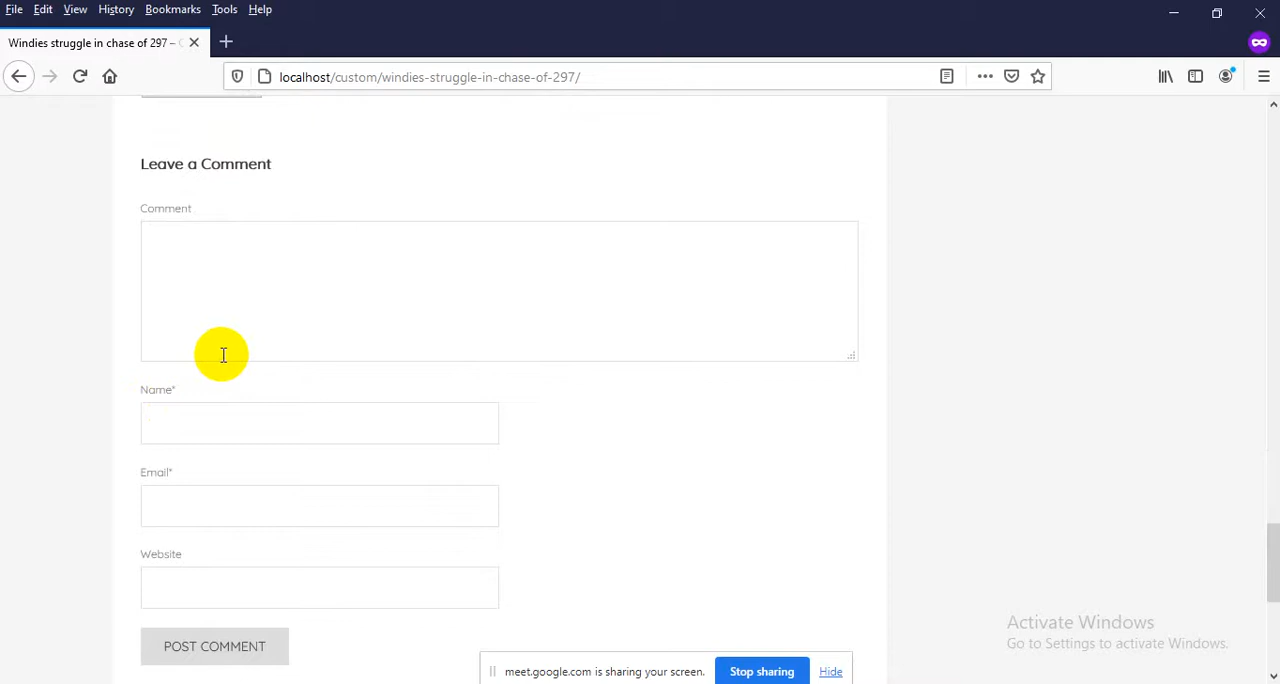 File Edit View History Bookmarks Tools Help
Windies struggle in chase of 297 –
localhost/custom/windies-struggle-in-chase-of-297/
Leave a Comment
Comment
Name*
Email*
Website
POST COMMENT
Activate Windows
Go to Settings to activate Windows.
meet.google.com is sharing your screen. Stop sharing Hide